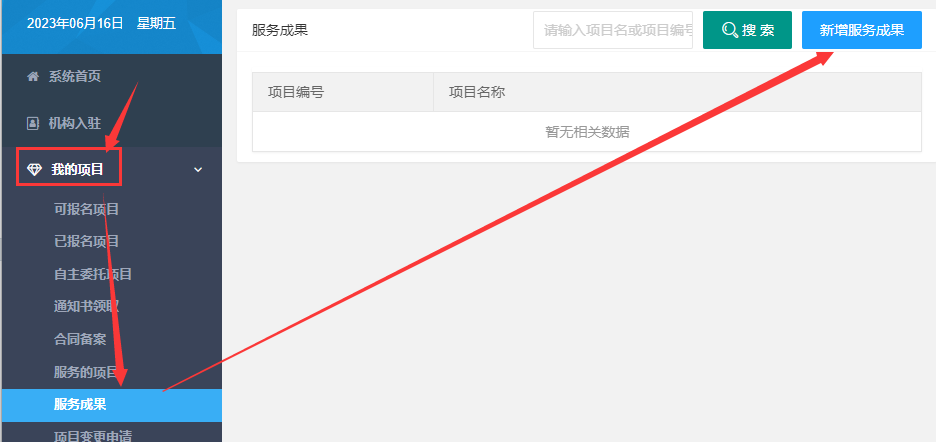 2023年06月16日 星期五
系统首页
机构入驻
我的项目
可报名项目
已报名项目
自主委托项目
通知书领取
合同备案
服务的项目
服务成果
项目变更申请
服务成果
请输入项目名或项目编号
搜 索
新增服务成果
项目编号
项目名称
暂无相关数据